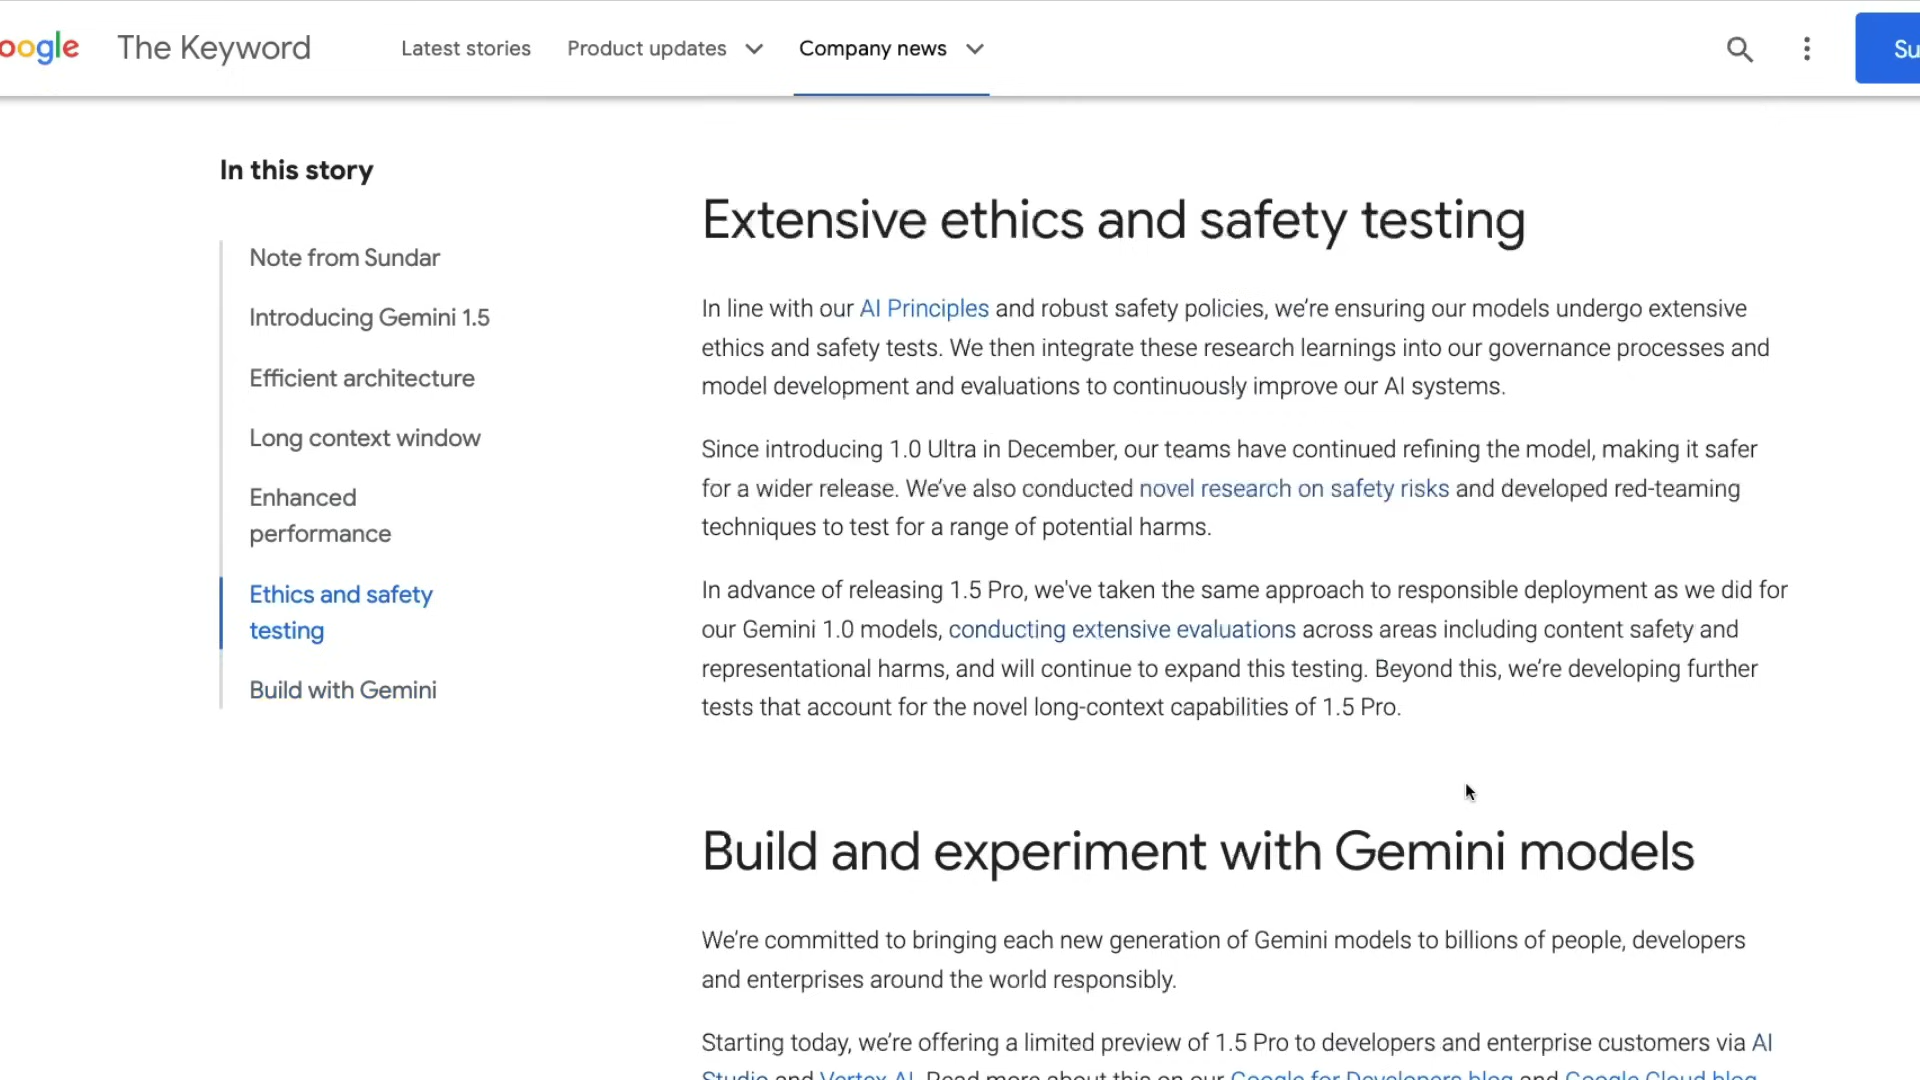 oogle The Keyword Latest stories Product updates Company news Su
In this story
Note from Sundar
Introducing Gemini 1.5
Efficient architecture
Long context window
Enhanced
performance
Ethics and safety
testing
Build with Gemini
Extensive ethics and safety testing
In line with our AI Principles and robust safety policies, we’re ensuring our models undergo extensive
ethics and safety tests. We then integrate these research learnings into our governance processes and
model development and evaluations to continuously improve our AI systems.
Since introducing 1.0 Ultra in December, our teams have continued refining the model, making it safer
for a wider release. We’ve also conducted novel research on safety risks and developed red-teaming
techniques to test for a range of potential harms.
In advance of releasing 1.5 Pro, we've taken the same approach to responsible deployment as we did for
our Gemini 1.0 models, conducting extensive evaluations across areas including content safety and
representational harms, and will continue to expand this testing. Beyond this, we’re developing further
tests that account for the novel long-context capabilities of 1.5 Pro.
Build and experiment with Gemini models
We’re committed to bringing each new generation of Gemini models to billions of people, developers
and enterprises around the world responsibly.
Starting today, we’re offering a limited preview of 1.5 Pro to developers and enterprise customers via AI
Studio and Vertex AI. Read more about this on our Google for Developers blog and Google Cloud blog